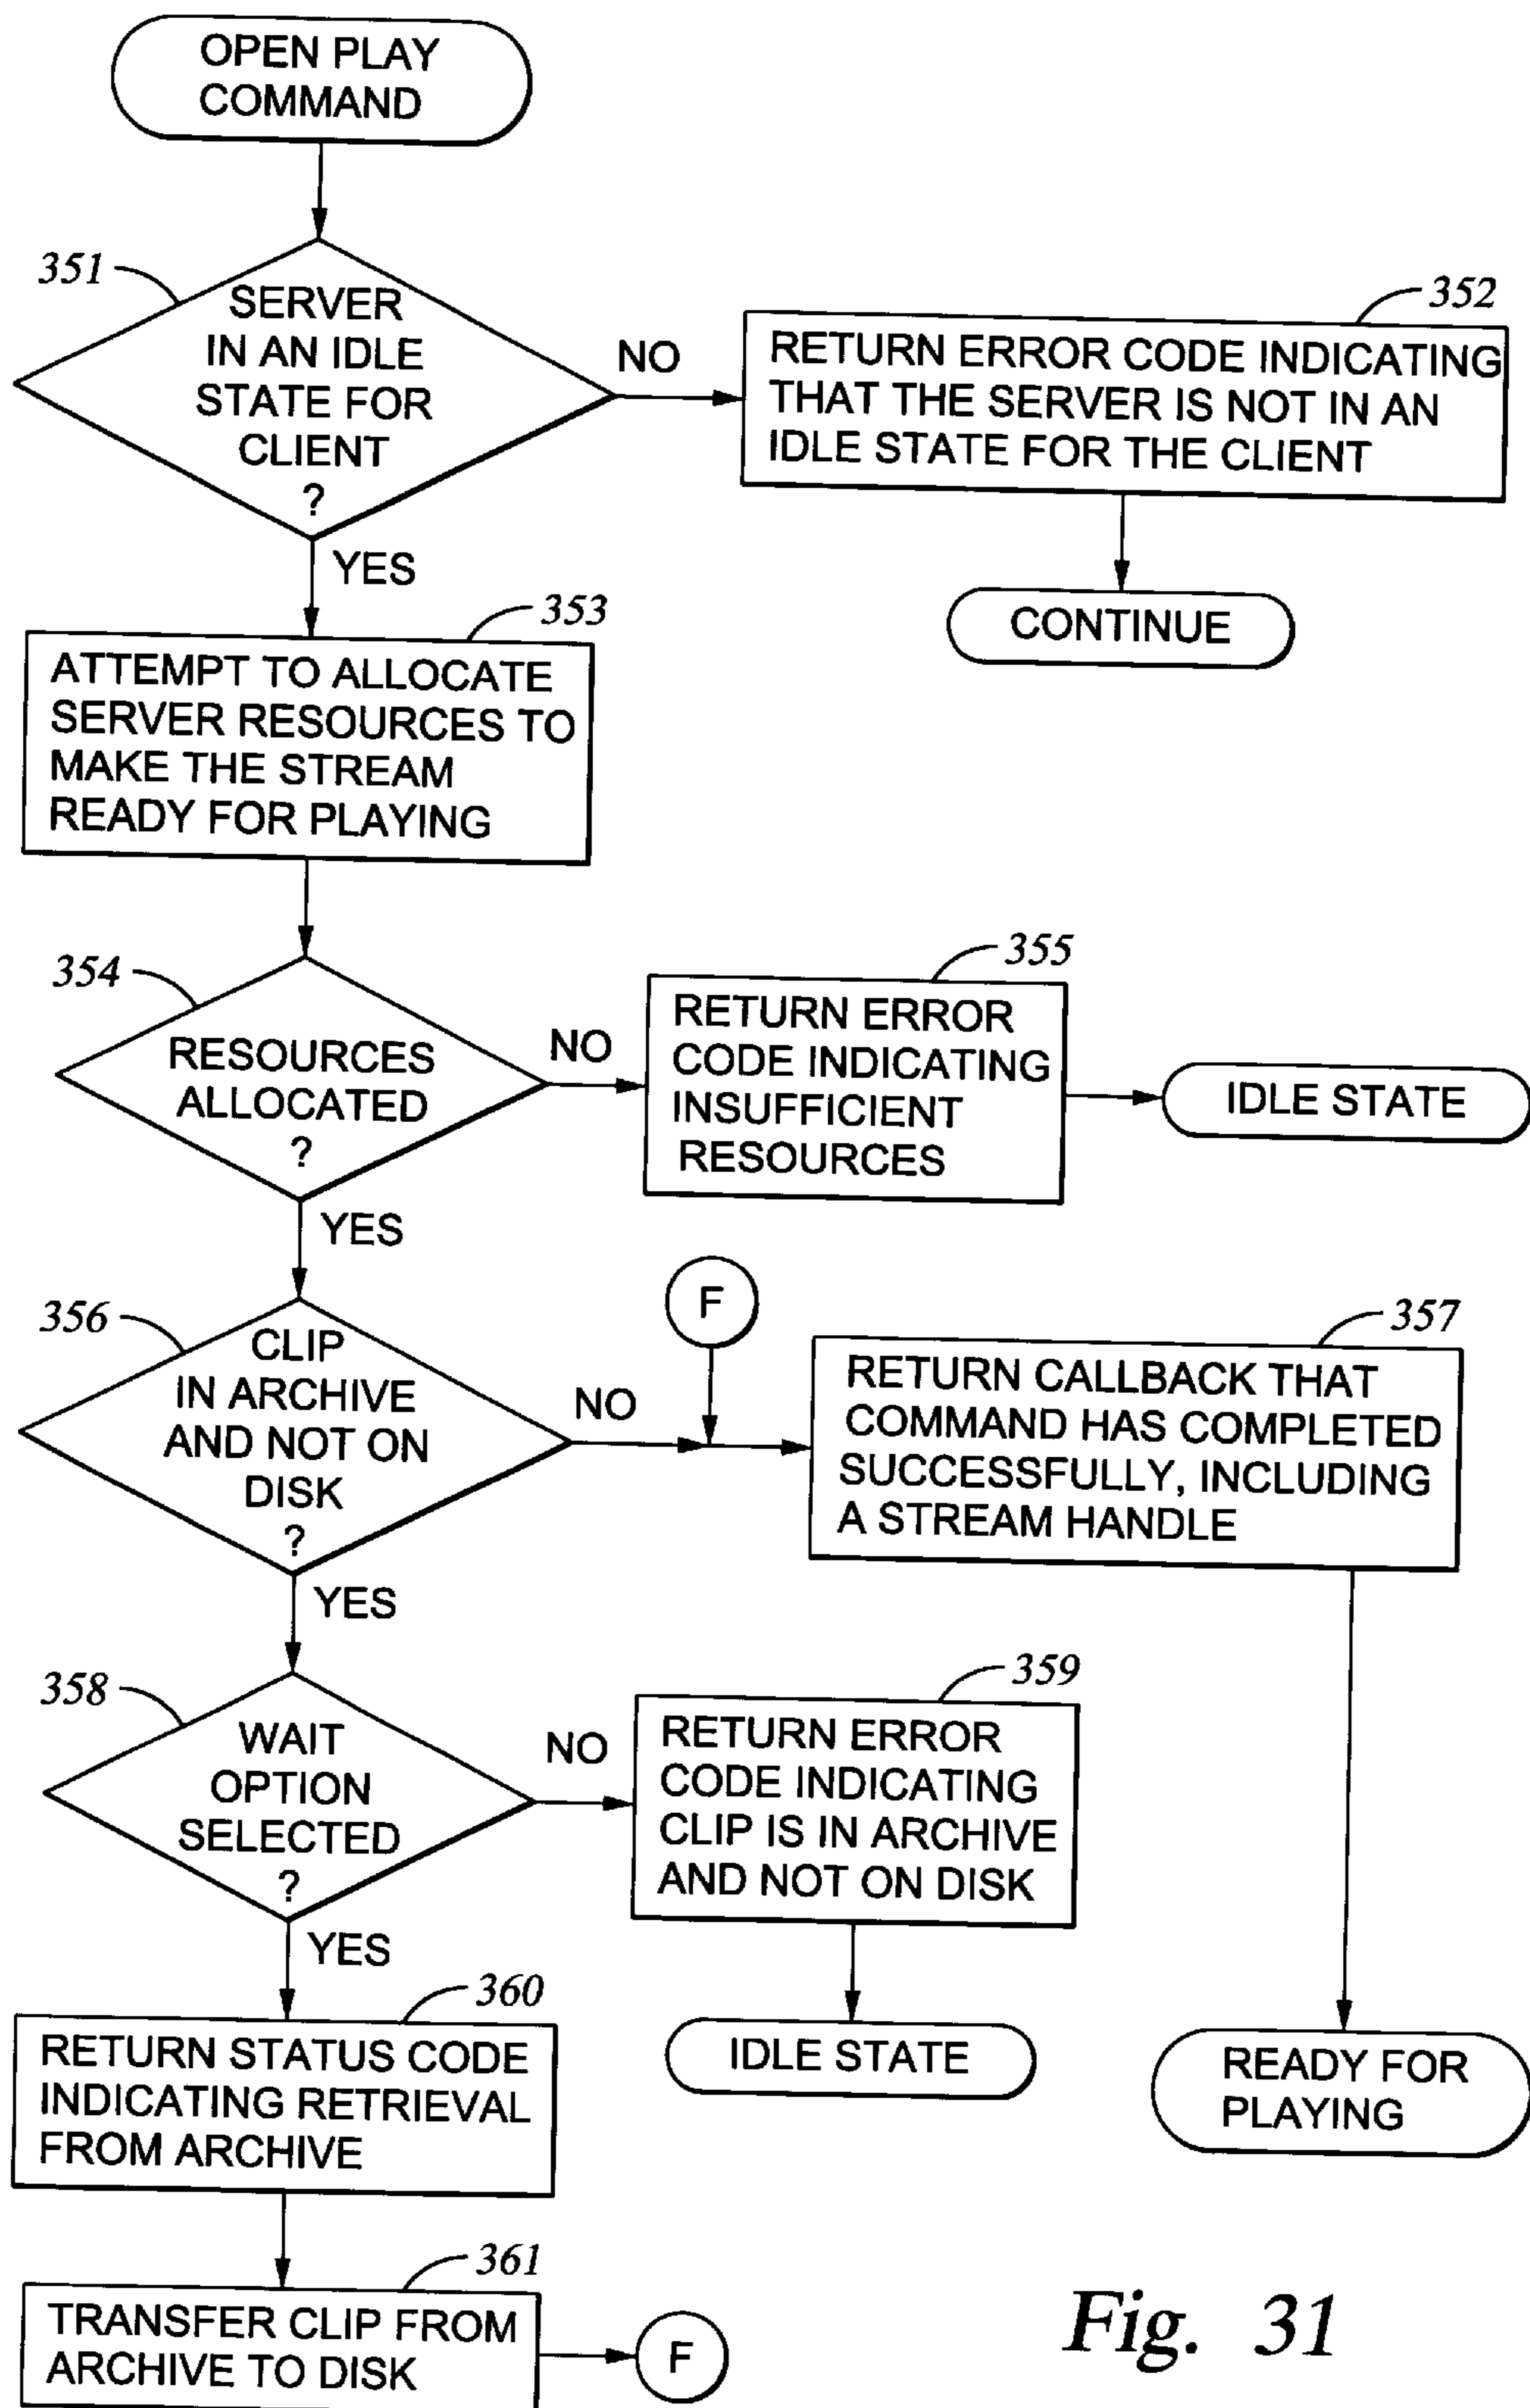 OPEN PLAY
COMMAND
351
SERVER
IN AN IDLE
STATE FOR
CLIENT
?
NO
352
RETURN ERROR CODE INDICATING
THAT THE SERVER IS NOT IN AN
IDLE STATE FOR THE CLIENT
CONTINUE
YES
353
ATTEMPT TO ALLOCATE
SERVER RESOURCES TO
MAKE THE STREAM
READY FOR PLAYING
354
RESOURCES
ALLOCATED
?
NO
355
RETURN ERROR
CODE INDICATING
INSUFFICIENT
RESOURCES
IDLE STATE
YES
356
CLIP
IN ARCHIVE
AND NOT ON
DISK
?
NO
F
357
RETURN CALLBACK THAT
COMMAND HAS COMPLETED
SUCCESSFULLY, INCLUDING
A STREAM HANDLE
YES
358
WAIT
OPTION
SELECTED
?
NO
359
RETURN ERROR
CODE INDICATING
CLIP IS IN ARCHIVE
AND NOT ON DISK
IDLE STATE
READY FOR
PLAYING
YES
360
RETURN STATUS CODE
INDICATING RETRIEVAL
FROM ARCHIVE
361
TRANSFER CLIP FROM
ARCHIVE TO DISK
F
Fig. 31